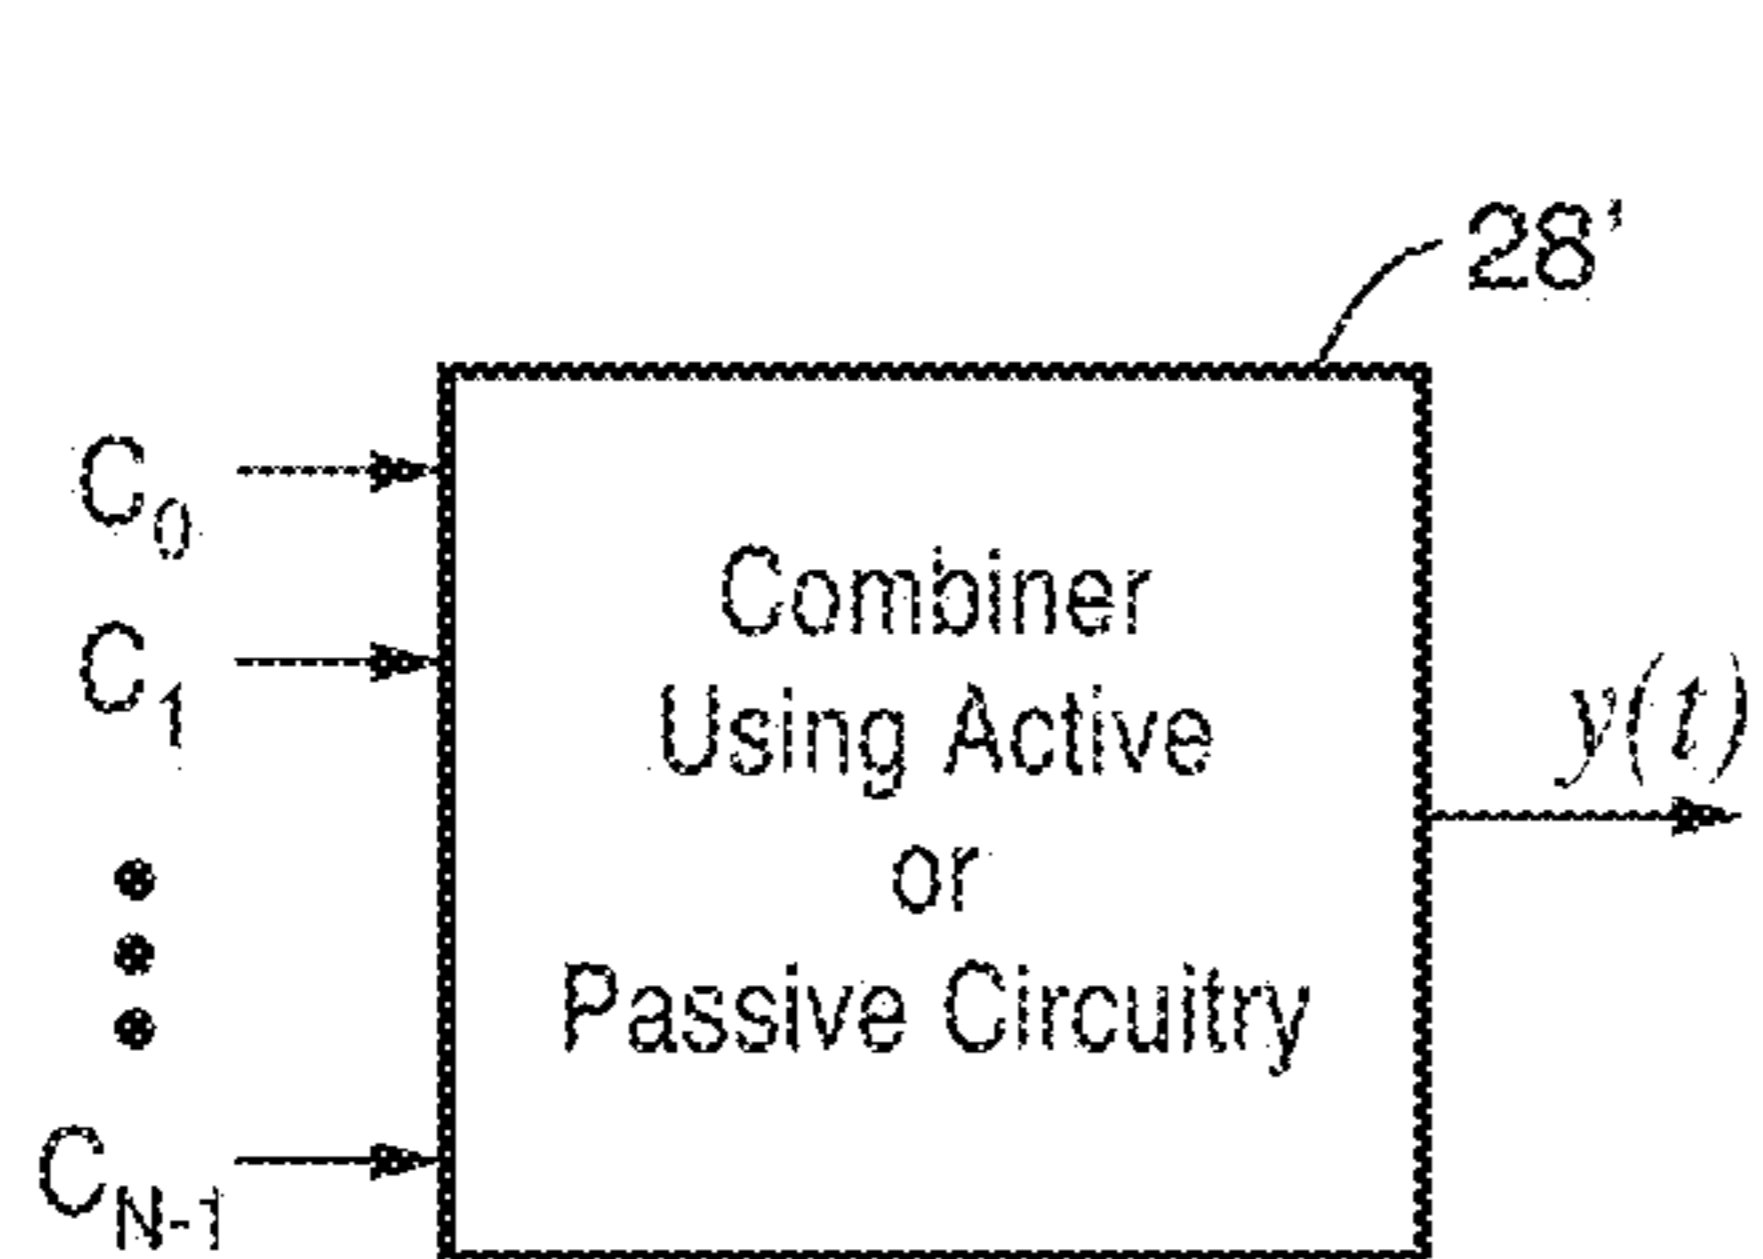 28'
C0
C1
Combiner
Using Active
or
Passive Circuitry
y(t)
CN-1